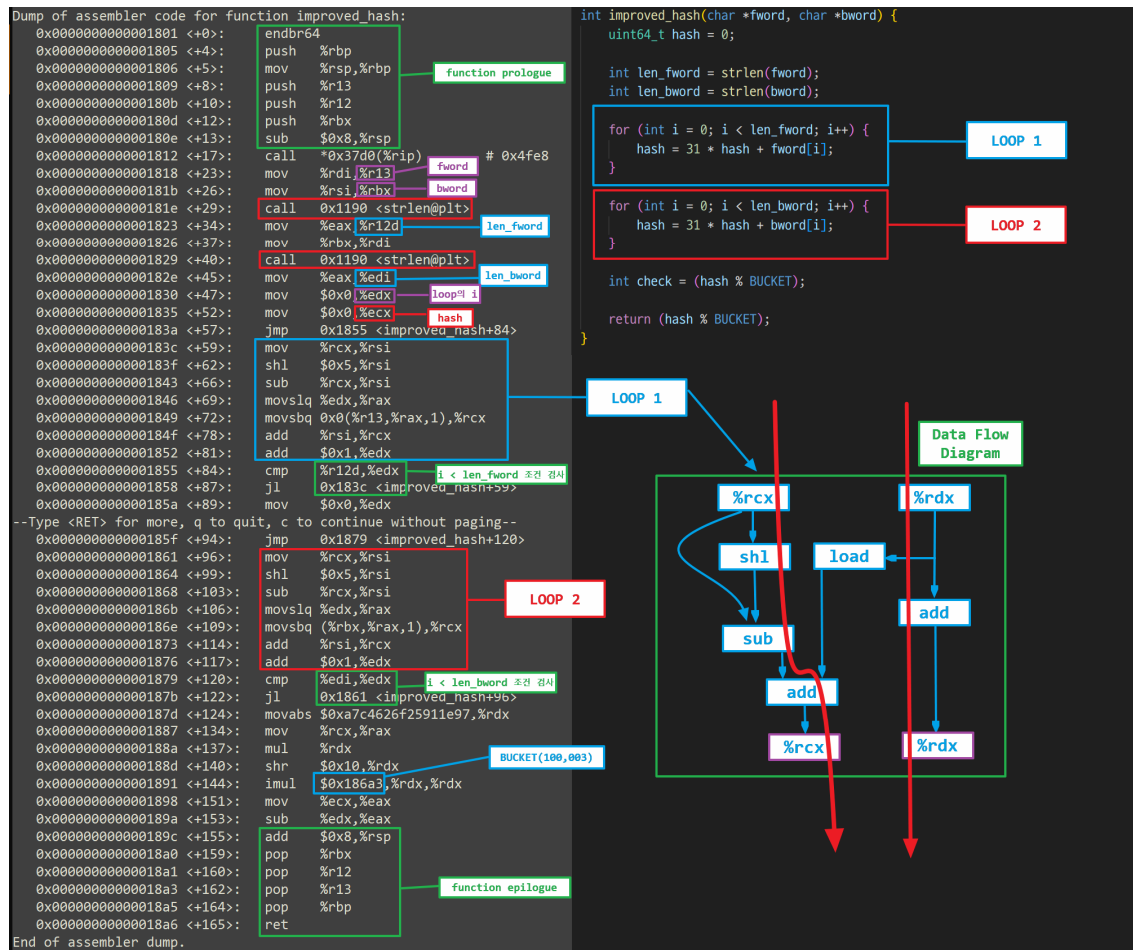 Dump of assembler code for function improved_hash:
0x0000000000001801 <+0>: endbr64
0x0000000000001805 <+4>: push %rbp
0x0000000000001806 <+5>: mov %rsp,%rbp
0x0000000000001809 <+8>: push %r13
0x000000000000180b <+10>: push %r12
0x000000000000180d <+12>: push %rbx
0x000000000000180e <+13>: sub $0x8,%rsp
0x0000000000001812 <+17>: call *0x37d0(%rip) # 0x4fe8
0x0000000000001818 <+23>: mov %rdi,%r13
0x000000000000181b <+26>: mov %rsi,%rbx
0x000000000000181e <+29>: call 0x1190 <strlen@plt>
0x0000000000001823 <+34>: mov %eax,%r12d
0x0000000000001826 <+37>: mov %rbx,%rdi
0x0000000000001829 <+40>: call 0x1190 <strlen@plt>
0x000000000000182e <+45>: mov %eax,%edi
0x0000000000001830 <+47>: mov $0x0,%edx
0x0000000000001835 <+52>: mov $0x0,%ecx
0x000000000000183a <+57>: jmp 0x1855 <improved_hash+84>
0x000000000000183c <+59>: mov %rcx,%rsi
0x000000000000183f <+62>: shl $0x5,%rsi
0x0000000000001843 <+66>: sub %rcx,%rsi
0x0000000000001846 <+69>: movslq %edx,%rax
0x0000000000001849 <+72>: movsbq 0x0(%r13,%rax,1),%rcx
0x000000000000184f <+78>: add %rsi,%rcx
0x0000000000001852 <+81>: add $0x1,%edx
0x0000000000001855 <+84>: cmp %r12d,%edx
0x0000000000001858 <+87>: jl 0x183c <improved_hash+59>
0x000000000000185a <+89>: mov $0x0,%edx
--Type <RET> for more, q to quit, c to continue without paging--
0x000000000000185f <+94>: jmp 0x1879 <improved_hash+120>
0x0000000000001861 <+96>: mov %rcx,%rsi
0x0000000000001864 <+99>: shl $0x5,%rsi
0x0000000000001868 <+103>: sub %rcx,%rsi
0x000000000000186b <+106>: movslq %edx,%rax
0x000000000000186e <+109>: movsbq (%rbx,%rax,1),%rcx
0x0000000000001873 <+114>: add %rsi,%rcx
0x0000000000001876 <+117>: add $0x1,%edx
0x0000000000001879 <+120>: cmp %edi,%edx
0x000000000000187b <+122>: jl 0x1861 <improved_hash+96>
0x000000000000187d <+124>: movabs $0xa7c4626f25911e97,%rdx
0x0000000000001887 <+134>: mov %rcx,%rax
0x000000000000188a <+137>: mul %rdx
0x000000000000188d <+140>: shr $0x10,%rdx
0x0000000000001891 <+144>: imul $0x186a3,%rdx,%rdx
0x0000000000001898 <+151>: mov %ecx,%eax
0x000000000000189a <+153>: sub %edx,%eax
0x000000000000189c <+155>: add $0x8,%rsp
0x00000000000018a0 <+159>: pop %rbx
0x00000000000018a1 <+160>: pop %r12
0x00000000000018a3 <+162>: pop %r13
0x00000000000018a5 <+164>: pop %rbp
0x00000000000018a6 <+165>: ret
End of assembler dump.
function prologue
fword
bword
len_fword
len_bword
loop의 i
hash
i < len_fword 조건 검사
i < len_bword 조건 검사
BUCKET(100,003)
function epilogue
int improved_hash(char *fword, char *bword) {
uint64_t hash = 0;
int len_fword = strlen(fword);
int len_bword = strlen(bword);
for (int i = 0; i < len_fword; i++) {
hash = 31 * hash + fword[i];
}
for (int i = 0; i < len_bword; i++) {
hash = 31 * hash + bword[i];
}
int check = (hash % BUCKET);
return (hash % BUCKET);
}
LOOP 1
LOOP 2
LOOP 1
LOOP 2
Data Flow
Diagram
%rcx
%rdx
shl
load
add
sub
add
%rcx
%rdx